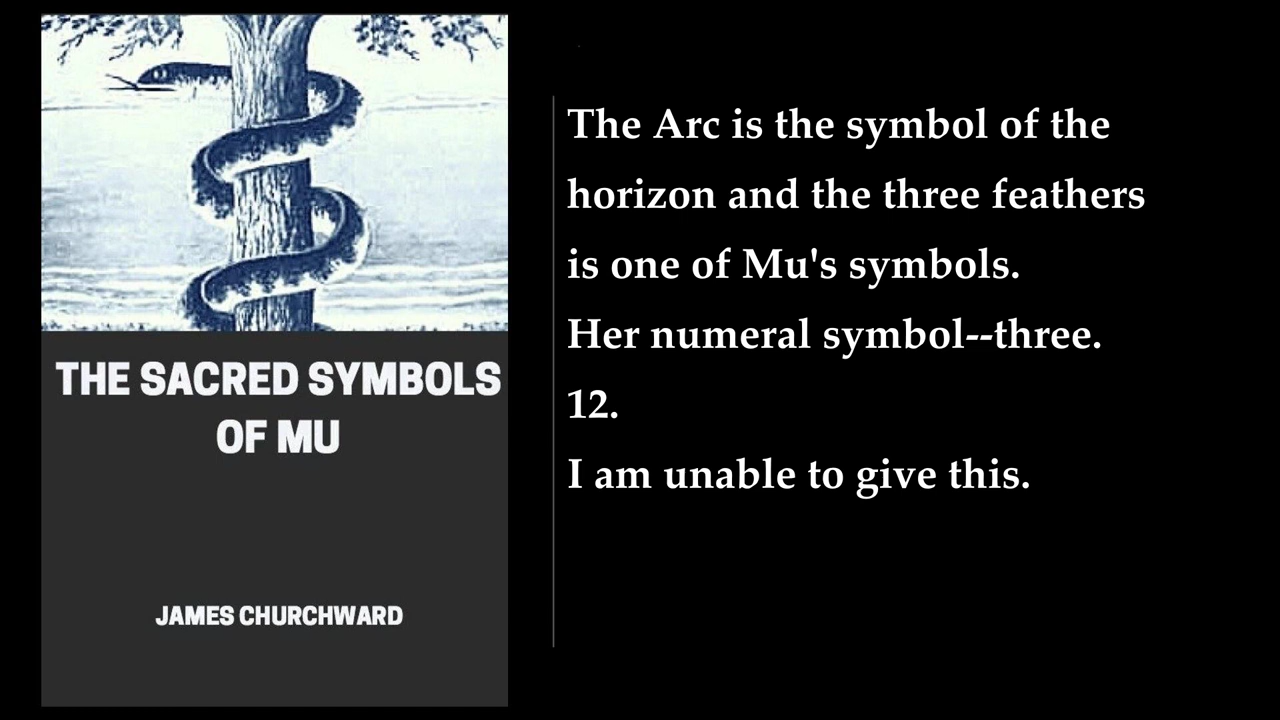 THE SACRED SYMBOLS
OF MU
JAMES CHURCHWARD
The Arc is the symbol of the
horizon and the three feathers
is one of Mu's symbols.
Her numeral symbol--three.
12.
I am unable to give this.